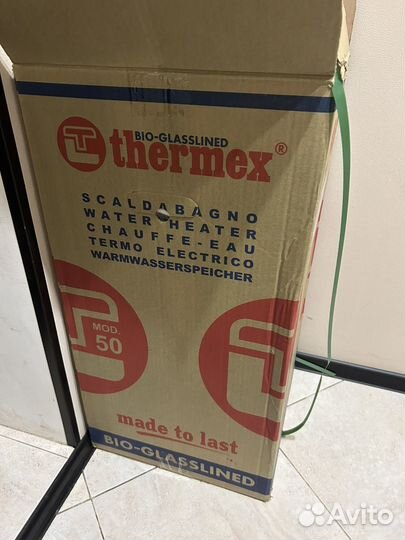 BIO-GLASSLINED
thermex®
SCALDABAGNO
WATER HEATER
CHAUFFE-EAU
TERMO ELECTRICO
WARMWASSERSPEICHER
MOD.
50
made to last
BIO-GLASSLINED
Avito